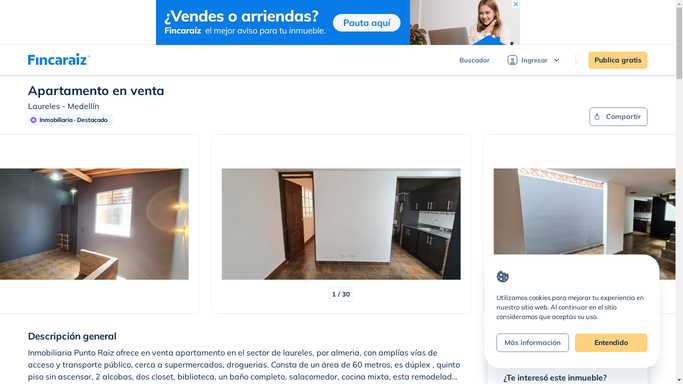 ¿Vendes o arriendas?
Fincaraíz el mejor aviso para tu inmueble.
Pauta aquí
Fincaraíz
Buscador
Ingresar
Publica gratis
Apartamento en venta
Laureles - Medellín
Inmobiliaria · Destacado
Compartir
1 / 30
Utilizamos cookies para mejorar tu experiencia en
nuestro sitio web. Al continuar en el sitio
consideramos que aceptas su uso.
Más información
Entendido
Descripción general
Inmobiliaria Punto Raiz ofrece en venta apartamento en el sector de laureles, por almeria, con amplías vías de
acceso y transporte público, cerca a supermercados, droguerias. Consta de un área de 60 metros, es dúplex , quinto
piso sin ascensor, 2 alcobas, dos closet, biblioteca, un baño completo, salacomedor, cocina mixta, esta remodelad...
¿Te interesó este inmueble?